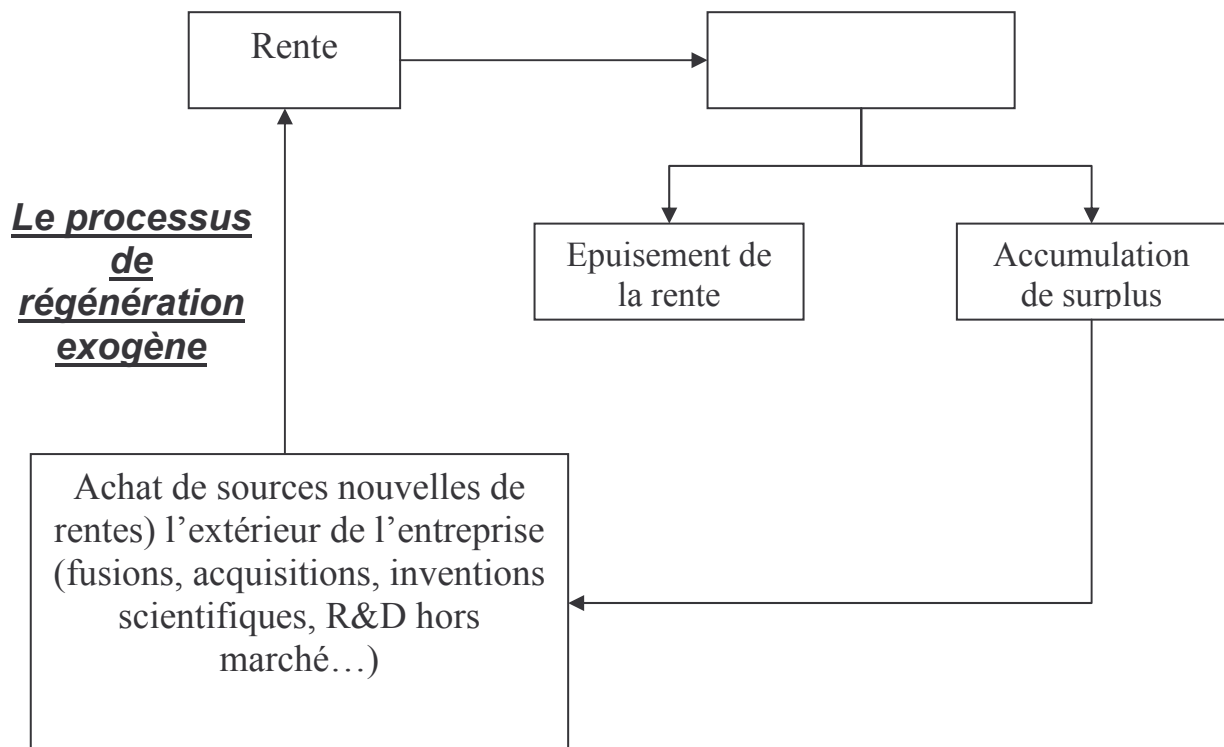 Rente
Le processus
de
régénération
exogène
Epuisement de
la rente
Accumulation
de surplus
Achat de sources nouvelles de
rentes) l’extérieur de l’entreprise
(fusions, acquisitions, inventions
scientifiques, R&D hors
marché…)